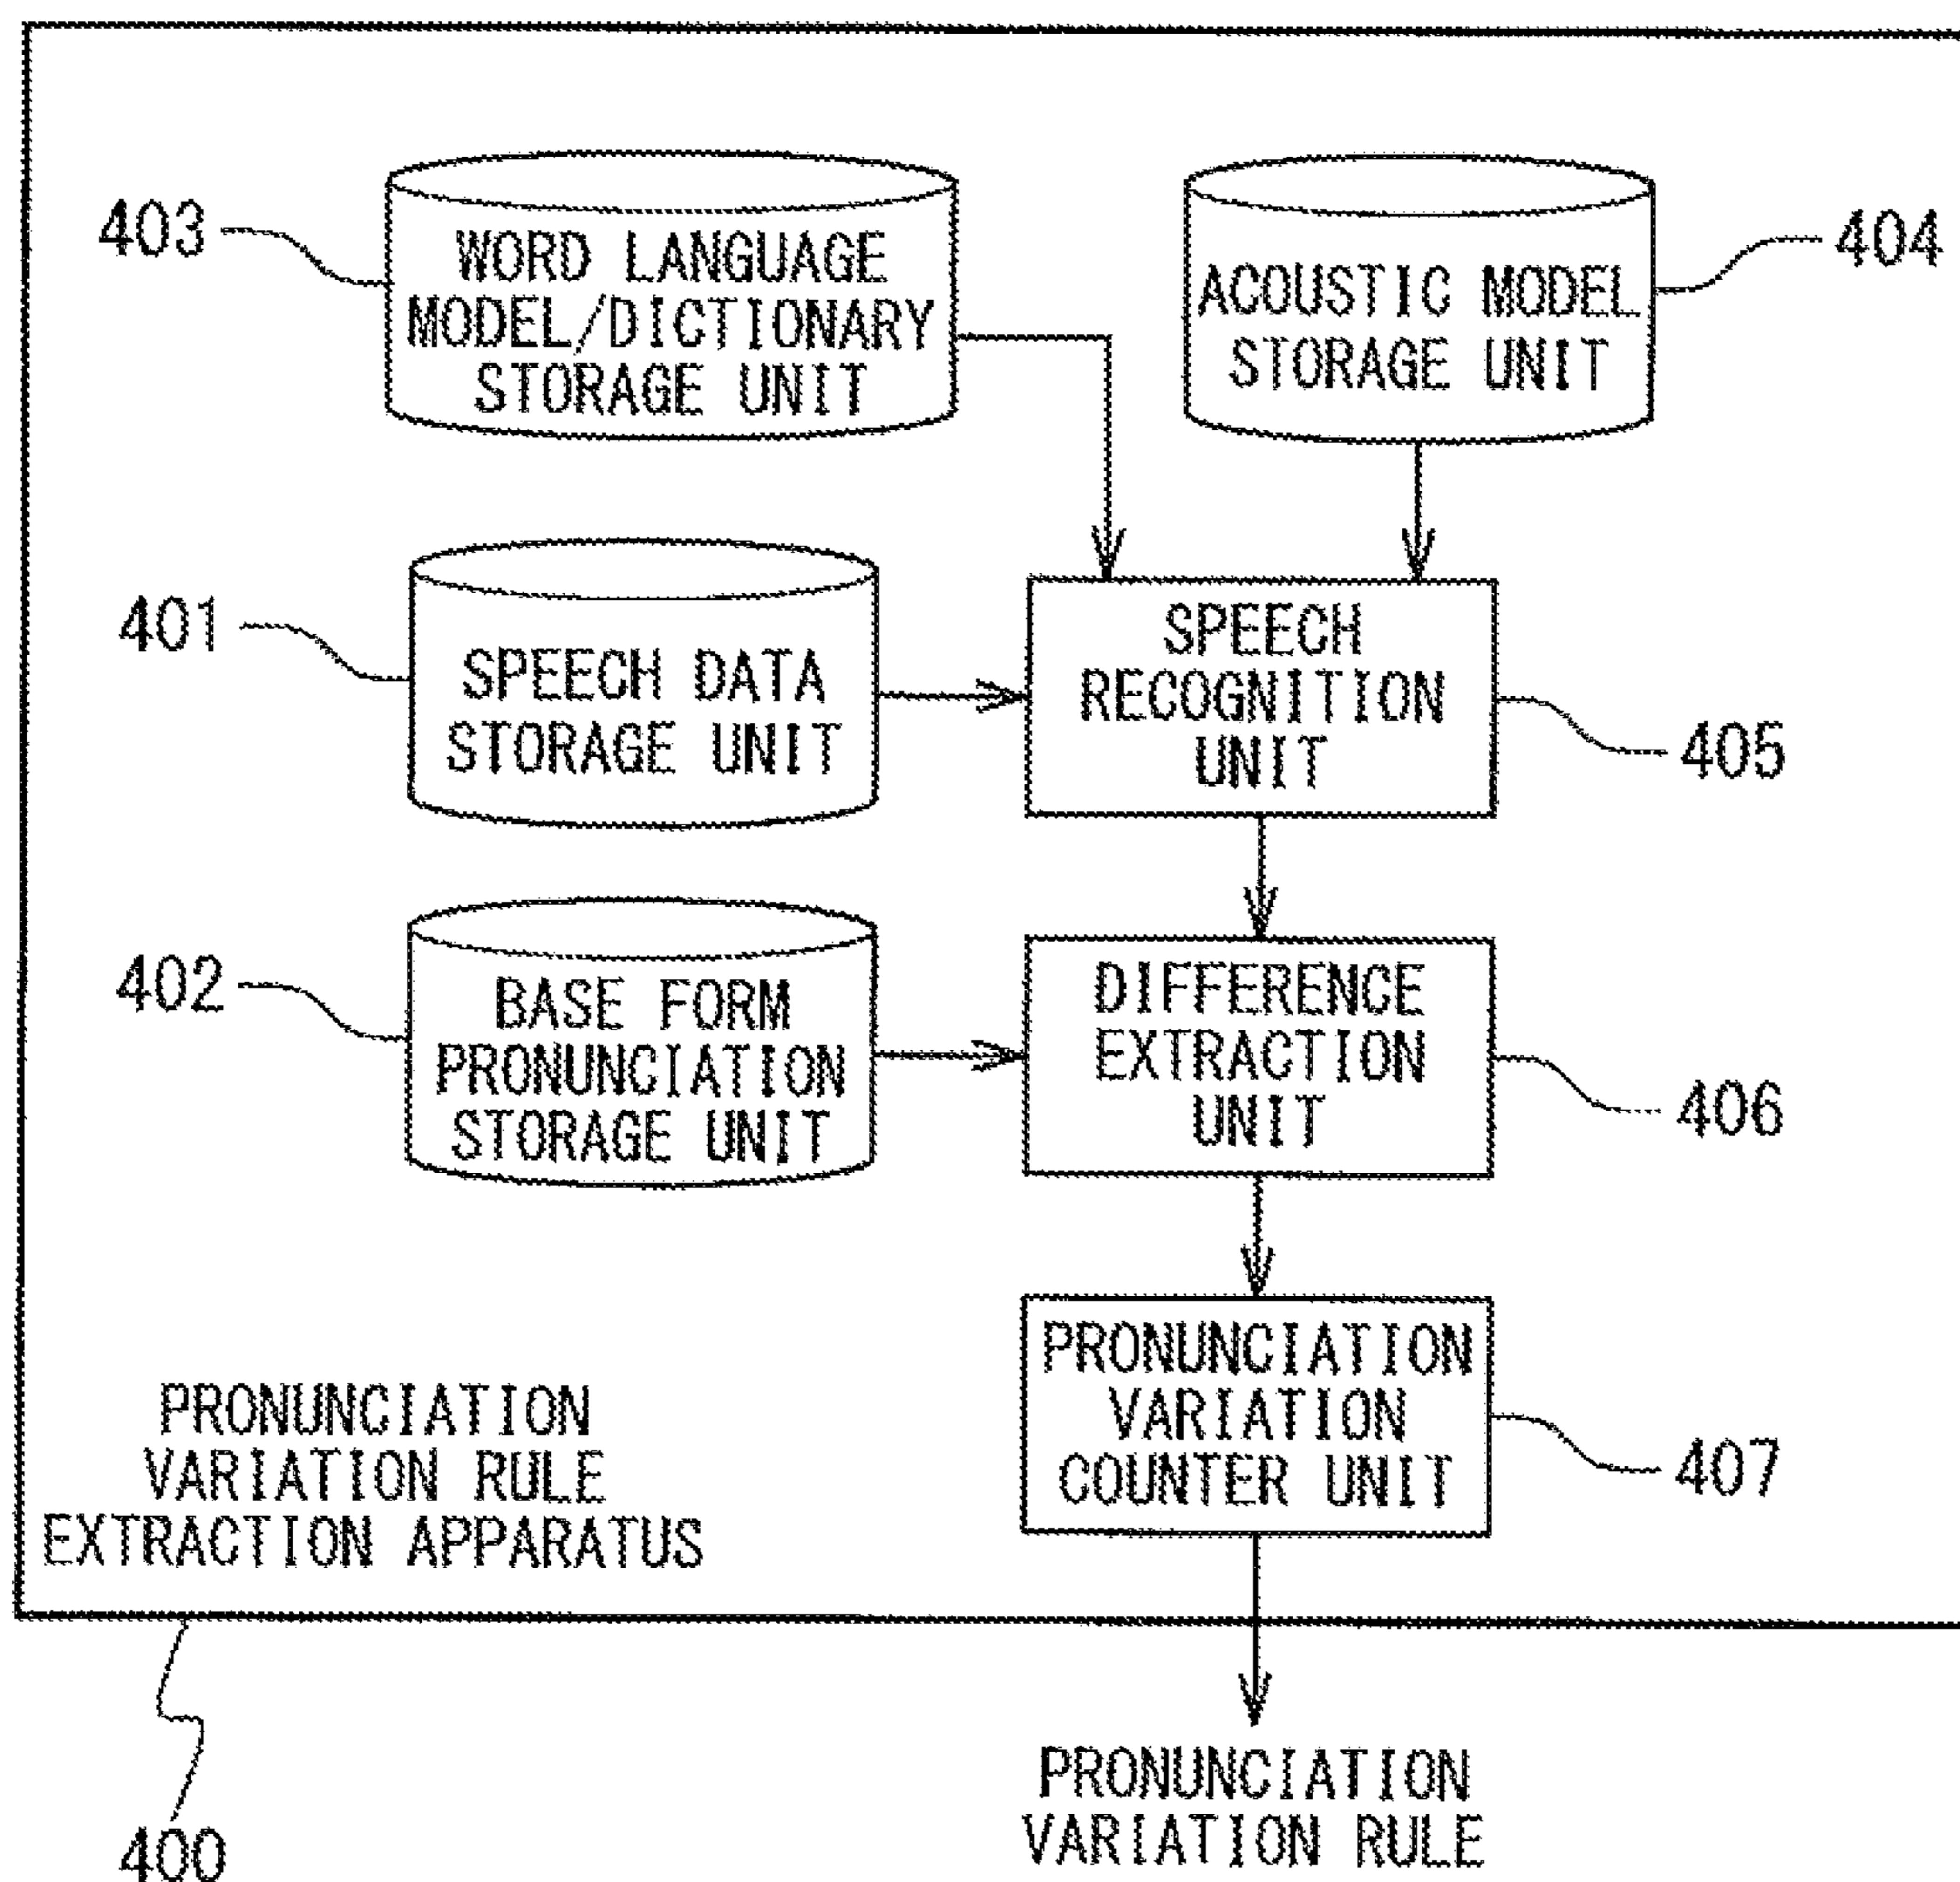 403
WORD LANGUAGE
MODEL/DICTIONARY
STORAGE UNIT
ACOUSTIC MODEL
STORAGE UNIT
404
401
SPEECH DATA
STORAGE UNIT
SPEECH
RECOGNITION
UNIT
405
402
BASE FORM
PRONUNCIATION
STORAGE UNIT
DIFFERENCE
EXTRACTION
UNIT
406
PRONUNCIATION
VARIATION
COUNTER UNIT
407
PRONUNCIATION
VARIATION RULE
EXTRACTION APPARATUS
400
PRONUNCIATION
VARIATION RULE